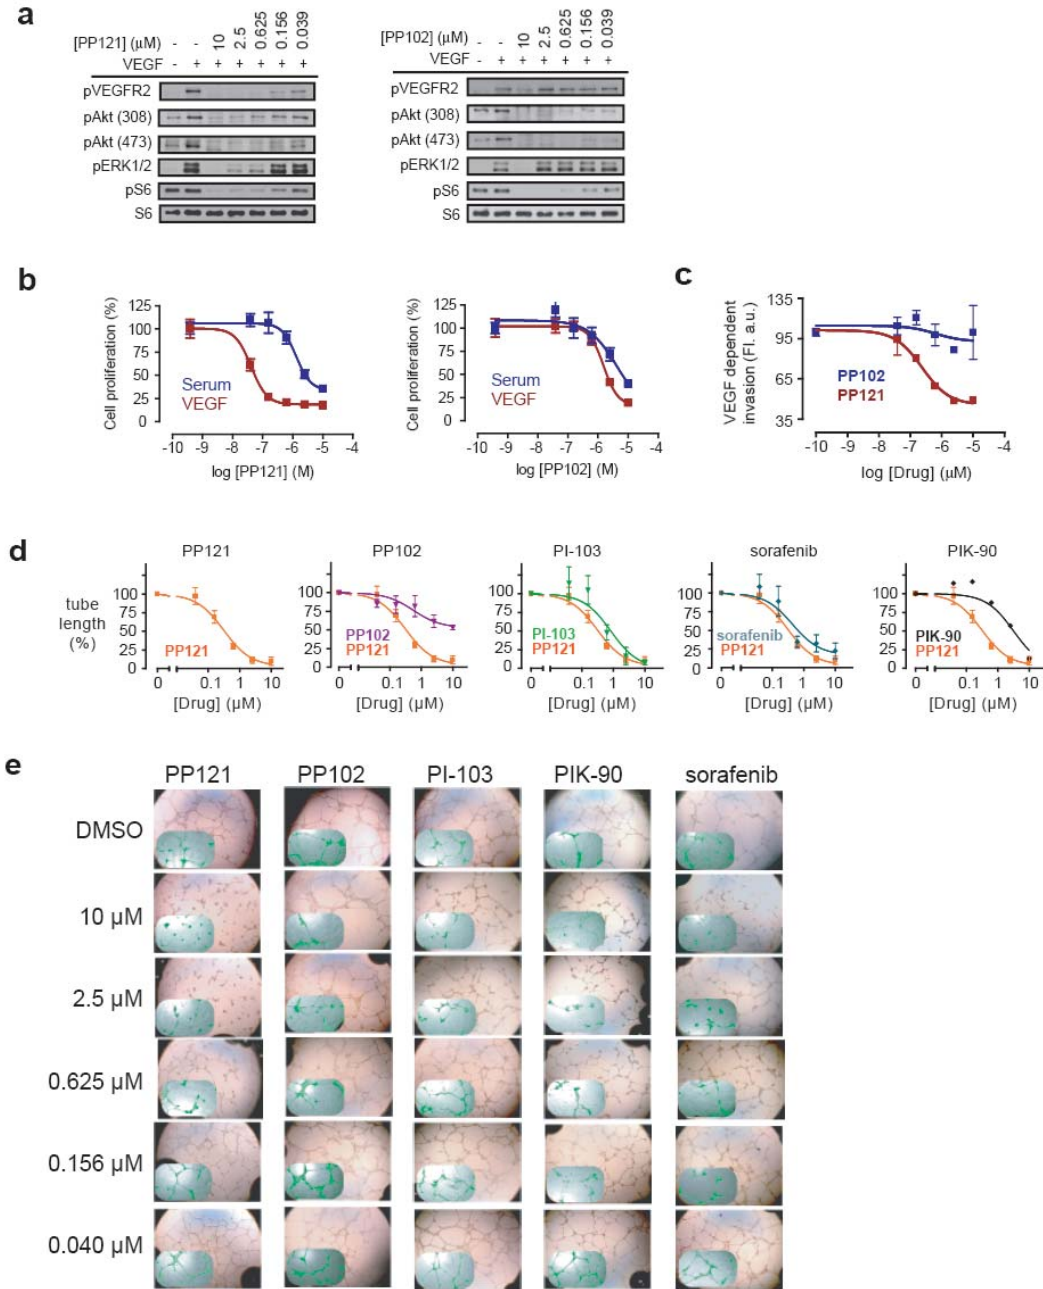 a
[PP121] (μM) - - 10 2.5 0.625 0.156 0.039
VEGF - + + + + + +
pVEGFR2
pAkt (308)
pAkt (473)
pERK1/2
pS6
S6
[PP102] (μM) - - 10 2.5 0.625 0.156 0.039
VEGF - + + + + + +
pVEGFR2
pAkt (308)
pAkt (473)
pERK1/2
pS6
S6
b
Cell proliferation (%)
125
100
75
50
25
0
Serum
VEGF
-10 -9 -8 -7 -6 -5 -4
log [PP121] (M)
Cell proliferation (%)
125
100
75
50
25
0
Serum
VEGF
-10 -9 -8 -7 -6 -5 -4
log [PP102] (M)
c
VEGF dependent
invasion (Fl. a.u.)
135
95
65
35
PP102
PP121
-10 -9 -8 -7 -6 -5 -4
log [Drug] (μM)
d
PP121
tube
length
(%)
100
75
50
25
0
PP121
0 0.1 1 10
[Drug] (μM)
PP102
100
75
50
25
0
PP102
PP121
0 0.1 1 10
[Drug] (μM)
PI-103
100
75
50
25
0
PI-103
PP121
0 0.1 1 10
[Drug] (μM)
sorafenib
100
75
50
25
0
sorafenib
PP121
0 0.1 1 10
[Drug] (μM)
PIK-90
100
75
50
25
0
PIK-90
PP121
0 0.1 1 10
[Drug] (μM)
e
PP121 PP102 PI-103 PIK-90 sorafenib
DMSO
10 μM
2.5 μM
0.625 μM
0.156 μM
0.040 μM